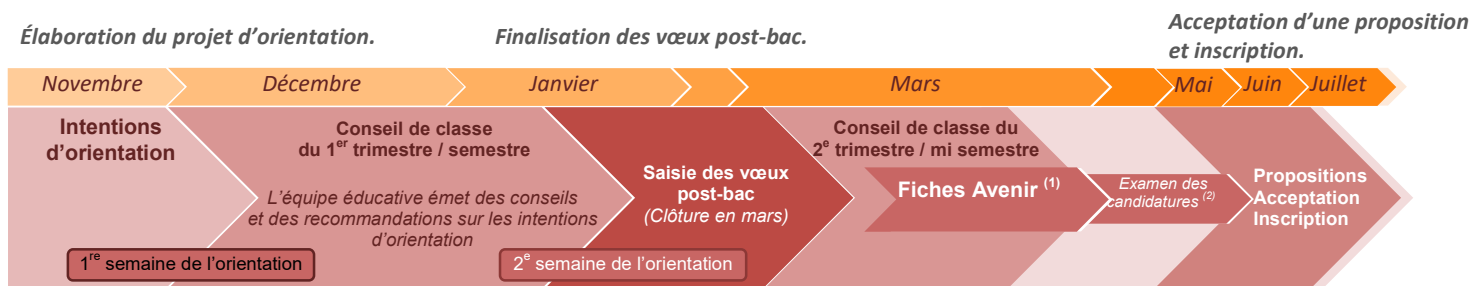 Élaboration du projet d'orientation.
Finalisation des vœux post-bac.
Acceptation d'une proposition
et inscription.
Novembre
Décembre
Janvier
Mars
Mai
Juin
Juillet
Intentions
d'orientation
Conseil de classe
du 1er trimestre / semestre
L'équipe éducative émet des conseils
et des recommandations sur les intentions
d'orientation
Saisie des vœux
post-bac
(Clôture en mars)
Conseil de classe du
2e trimestre / mi semestre
Fiches Avenir (1)
Examen des
candidatures (2)
Propositions
Acceptation
Inscription
1re semaine de l'orientation
2e semaine de l'orientation